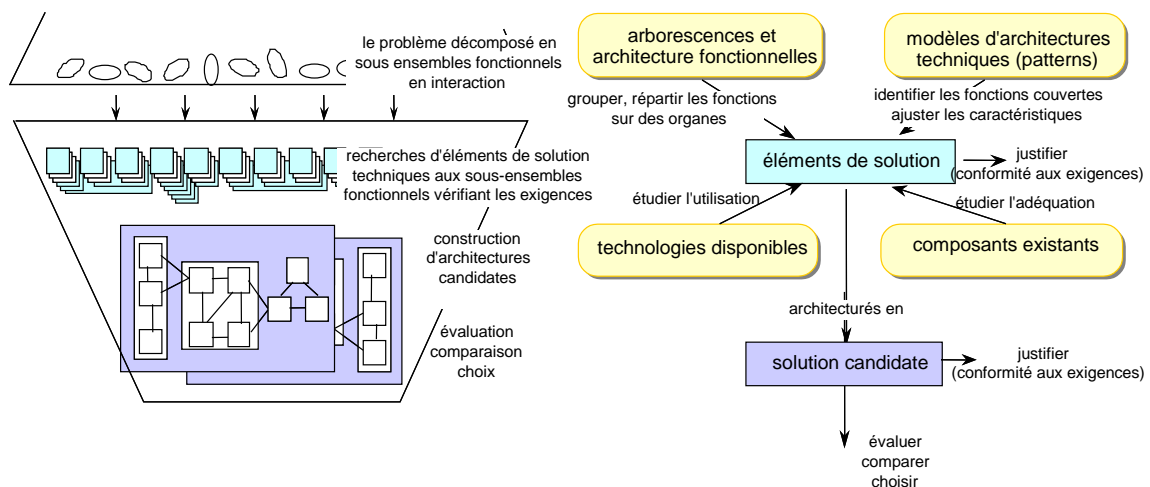 le problème décomposé en
sous ensembles fonctionnels
en interaction
recherches d'éléments de solution
techniques aux sous-ensembles
fonctionnels vérifiant les exigences
construction
d'architectures
candidates
évaluation
comparaison
choix
arborescences et
architecture fonctionnelles
modèles d'architectures
techniques (patterns)
grouper, répartir les fonctions
sur des organes
identifier les fonctions couvertes
ajuster les caractéristiques
éléments de solution
justifier
(conformité aux exigences)
étudier l'utilisation
étudier l'adéquation
technologies disponibles
composants existants
architecturés en
solution candidate
justifier
(conformité aux exigences)
évaluer
comparer
choisir